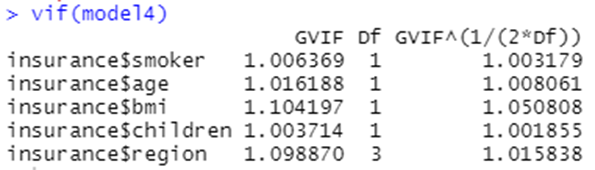 > vif(model4)
GVIF Df GVIF^(1/(2*Df))
insurance$smoker 1.006369 1 1.003179
insurance$age 1.016188 1 1.008061
insurance$bmi 1.104197 1 1.050808
insurance$children 1.003714 1 1.001855
insurance$region 1.098870 3 1.015838